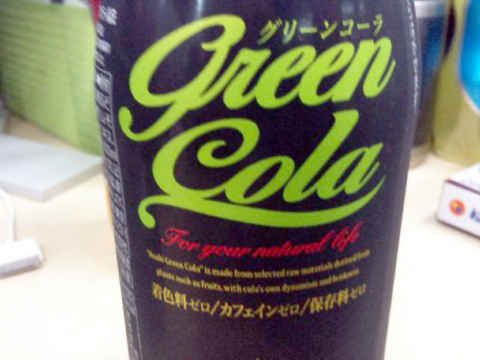 グリーンコーラ
Green
Cola
For your natural life
"Asahi Green Cola" is made from selected raw materials derived from
plants such as fruits, with cola's own dynamism and briskness.
着色料ゼロ/カフェインゼロ/保存料ゼロ